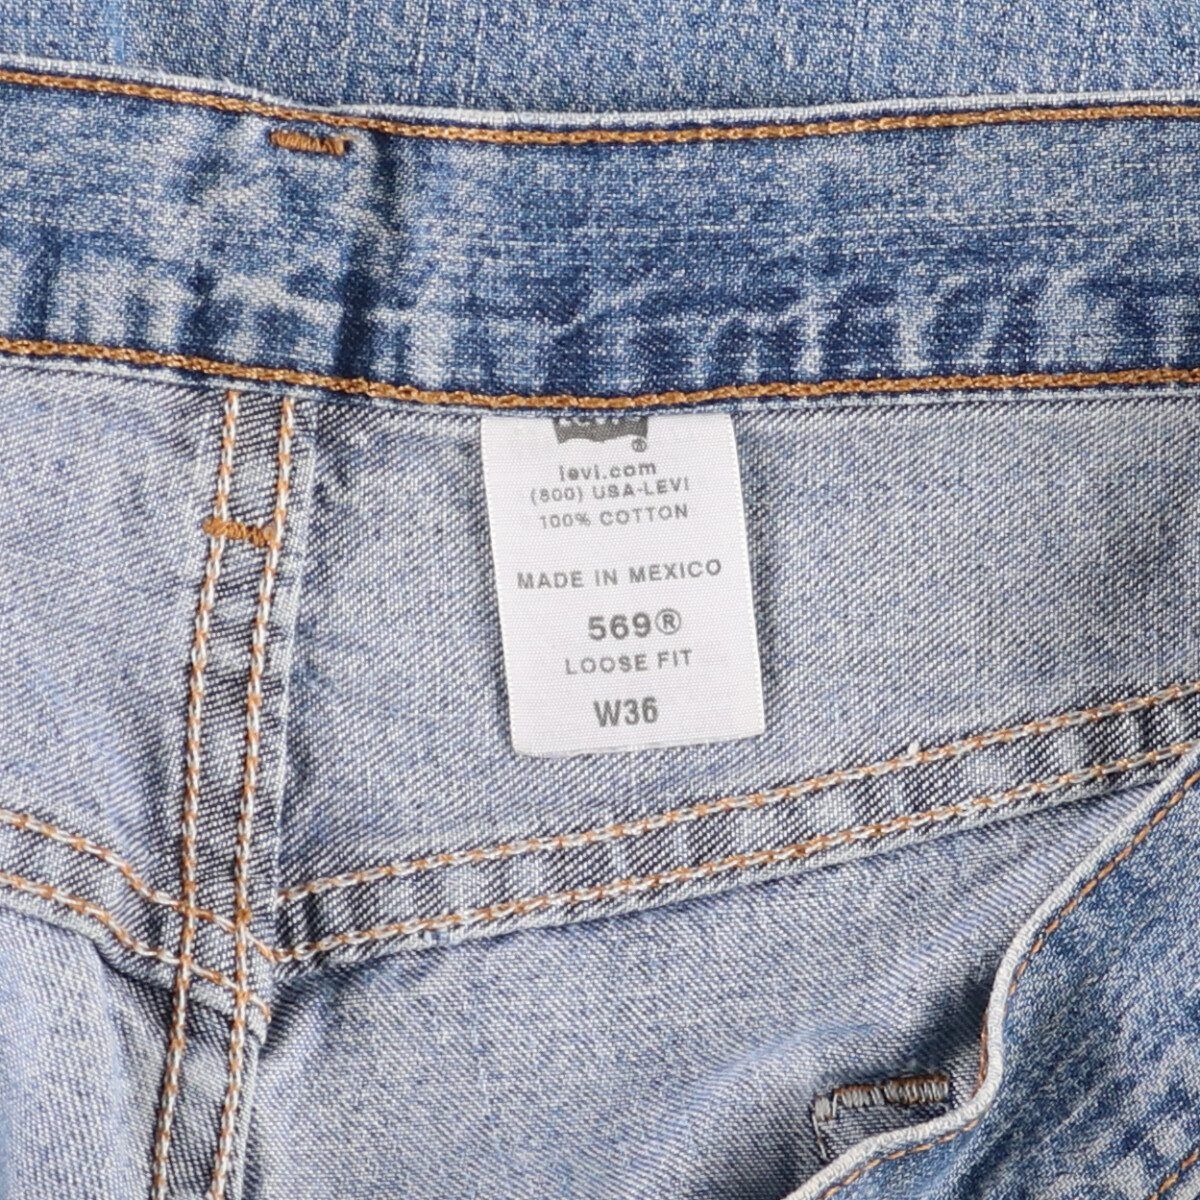 levi.com
(800) USA-LEVI
100% COTTON
MADE IN MEXICO
569®
LOOSE FIT
W36